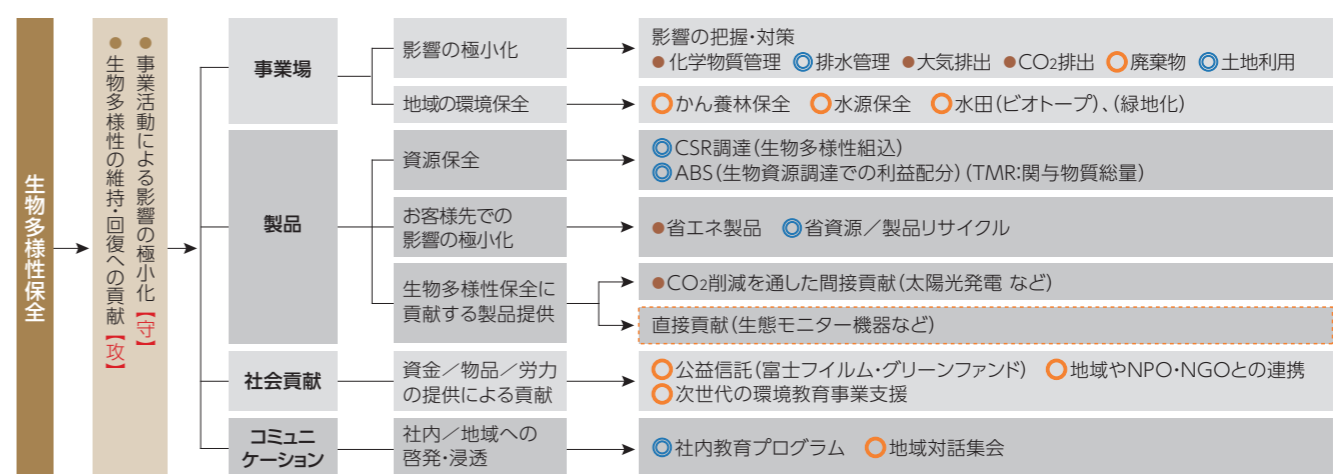 生物多様性保全
● 事業活動による影響の極小化【守】
● 生物多様性の維持・回復への貢献【攻】
事業場
影響の極小化
影響の把握・対策
●化学物質管理 ◎排水管理 ●大気排出 ●CO2排出 ○廃棄物 ◎土地利用
地域の環境保全
○かん養林保全 ○水源保全 ○水田(ビオトープ)、(緑地化)
製品
資源保全
◎CSR調達(生物多様性組込)
◎ABS(生物資源調達での利益配分)(TMR:関与物質総量)
お客様先での
影響の極小化
●省エネ製品 ◎省資源／製品リサイクル
生物多様性保全に
貢献する製品提供
●CO2削減を通した間接貢献(太陽光発電 など)
直接貢献(生態モニター機器など)
社会貢献
資金／物品／労力
の提供による貢献
○公益信託(富士フイルム・グリーンファンド) ○地域やNPO・NGOとの連携
○次世代の環境教育事業支援
コミュニ
ケーション
社内／地域への
啓発・浸透
◎社内教育プログラム ○地域対話集会